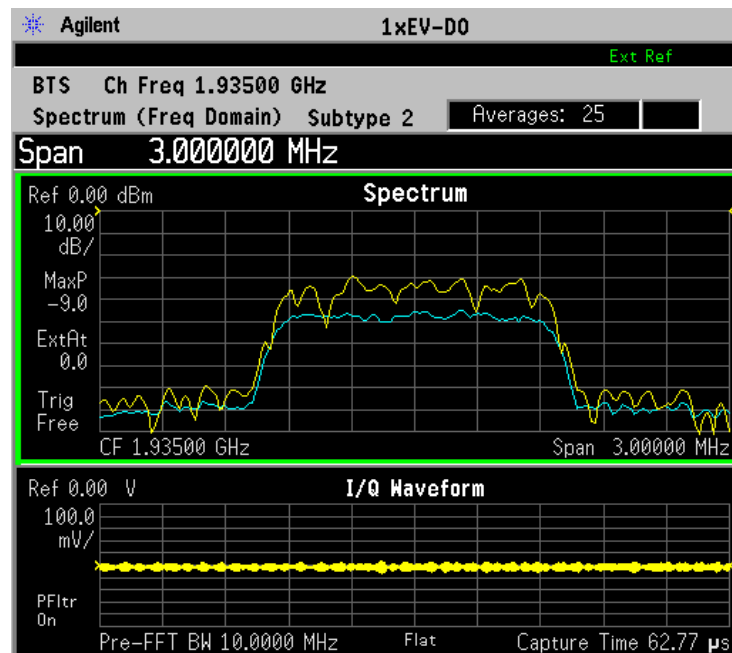 Agilent 1xEV-DO
Ext Ref
BTS Ch Freq 1.93500 GHz
Spectrum (Freq Domain) Subtype 2 Averages: 25
Span 3.000000 MHz
Ref 0.00 dBm Spectrum
10.00
dB/
MaxP
-9.0
ExtAt
0.0
Trig
Free
CF 1.93500 GHz Span 3.00000 MHz
Ref 0.00 V I/Q Waveform
100.0
mV/
PFltr
On
Pre-FFT BW 10.0000 MHz Flat Capture Time 62.77 µs